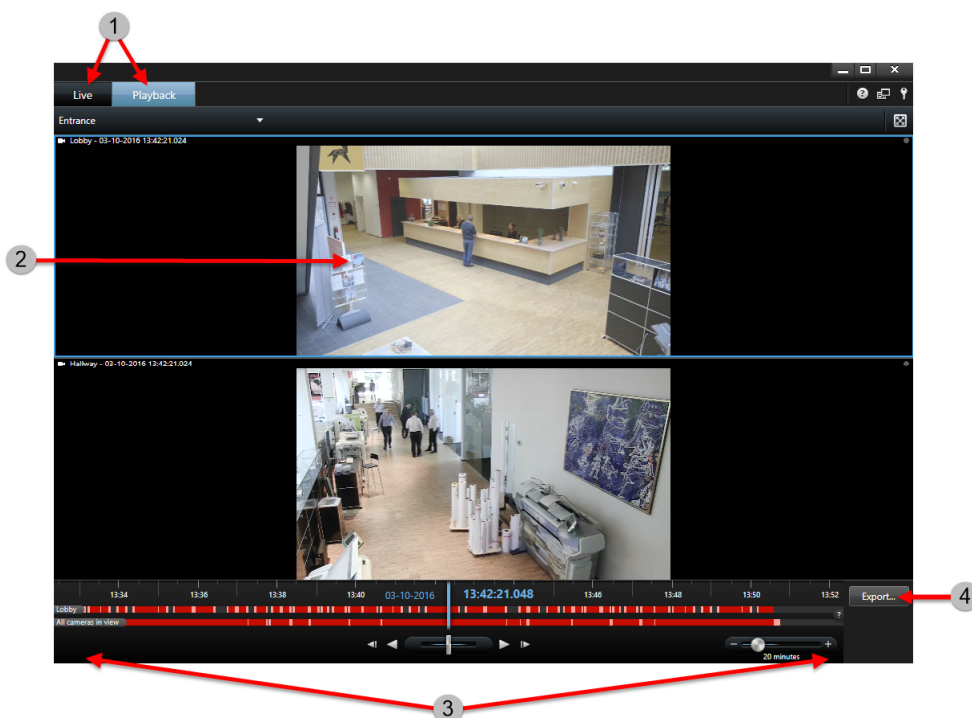 1
Live Playback
Entrance
Lobby - 03-10-2016 13:42:21.024
2
Hallway - 03-10-2016 13:42:21.024
13:34 13:36 13:38 13:40 03-10-2016 13:42:21.048 13:46 13:48 13:50 13:52
Export...
4
Lobby
?
All cameras in view
20 minutes
3